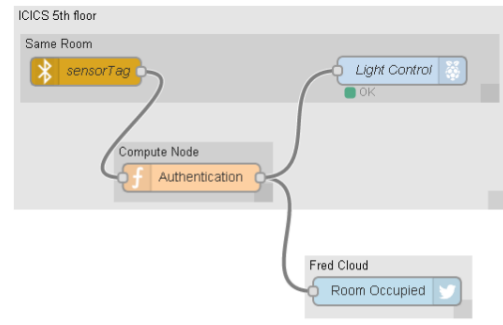 ICICS 5th floor
Same Room
sensorTag
Light Control
OK
Compute Node
Authentication
Fred Cloud
Room Occupied